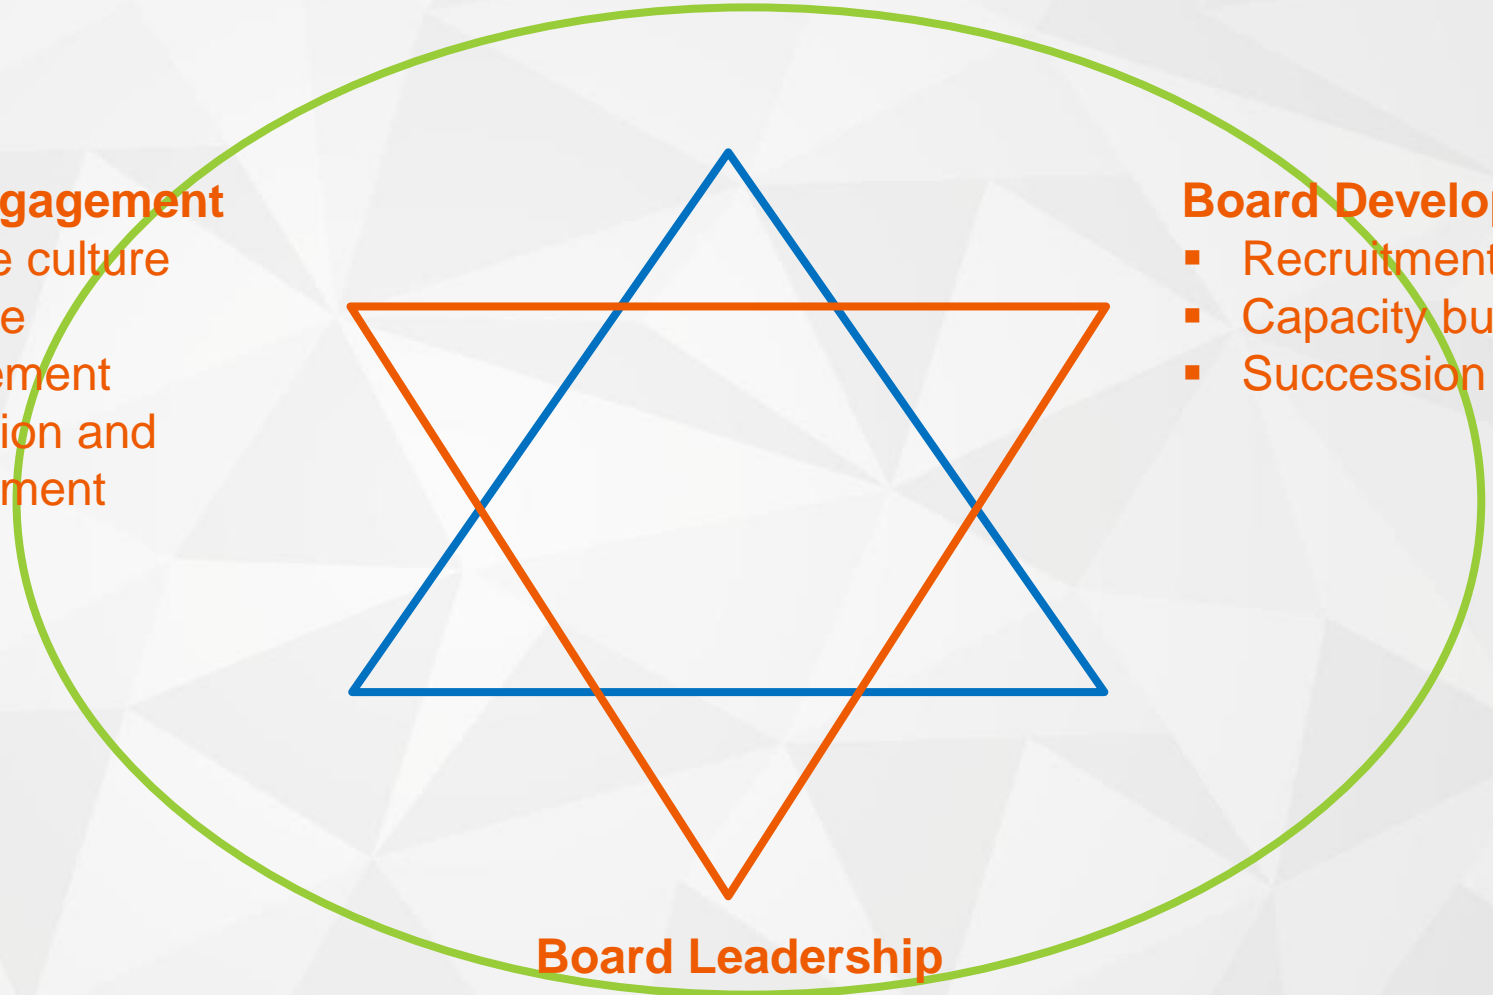 gagement
e culture
e
ement
ion and
ment
Board Develop
▪ Recruitment
▪ Capacity bu
▪ Succession
Board Leadership